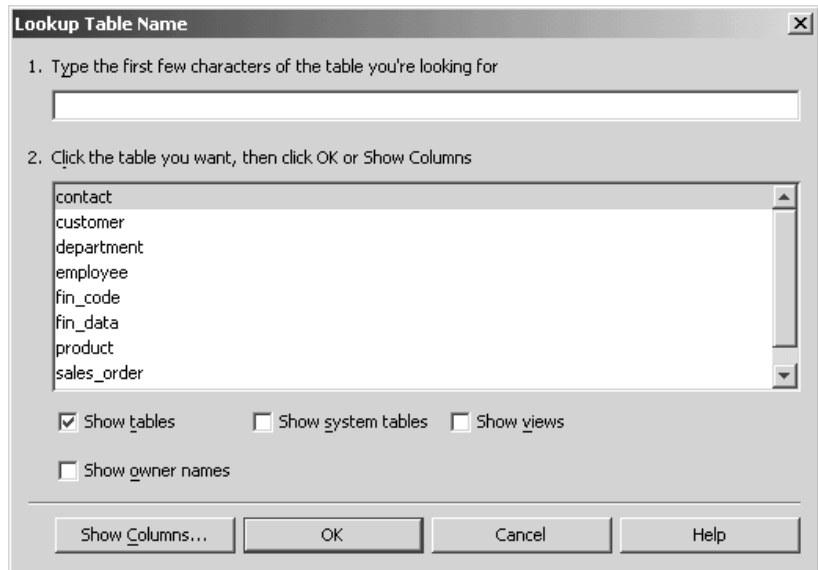 Lookup Table Name
1. Type the first few characters of the table you're looking for
2. Click the table you want, then click OK or Show Columns
contact
customer
department
employee
fin_code
fin_data
product
sales_order
Show tables Show system tables Show views
Show owner names
Show Columns... OK Cancel Help